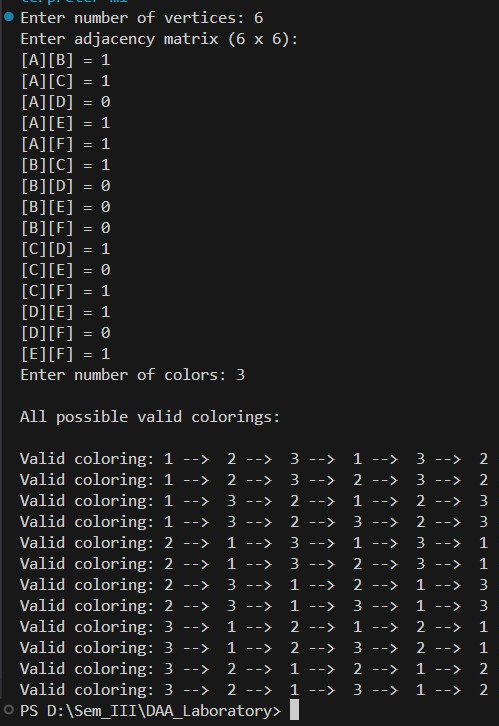 Enter number of vertices: 6
Enter adjacency matrix (6 x 6):
[A][B] = 1
[A][C] = 1
[A][D] = 0
[A][E] = 1
[A][F] = 1
[B][C] = 1
[B][D] = 0
[B][E] = 0
[B][F] = 0
[C][D] = 1
[C][E] = 0
[C][F] = 1
[D][E] = 1
[D][F] = 0
[E][F] = 1
Enter number of colors: 3
All possible valid colorings:
Valid coloring: 1 --> 2 --> 3 --> 1 --> 3 --> 2
Valid coloring: 1 --> 2 --> 3 --> 2 --> 3 --> 2
Valid coloring: 1 --> 3 --> 2 --> 1 --> 2 --> 3
Valid coloring: 1 --> 3 --> 2 --> 3 --> 2 --> 3
Valid coloring: 2 --> 1 --> 3 --> 1 --> 3 --> 1
Valid coloring: 2 --> 1 --> 3 --> 2 --> 3 --> 1
Valid coloring: 2 --> 3 --> 1 --> 2 --> 1 --> 3
Valid coloring: 2 --> 3 --> 1 --> 3 --> 1 --> 3
Valid coloring: 3 --> 1 --> 2 --> 1 --> 2 --> 1
Valid coloring: 3 --> 1 --> 2 --> 3 --> 2 --> 1
Valid coloring: 3 --> 2 --> 1 --> 2 --> 1 --> 2
Valid coloring: 3 --> 2 --> 1 --> 3 --> 1 --> 2
PS D:\Sem_III\DAA_Laboratory>